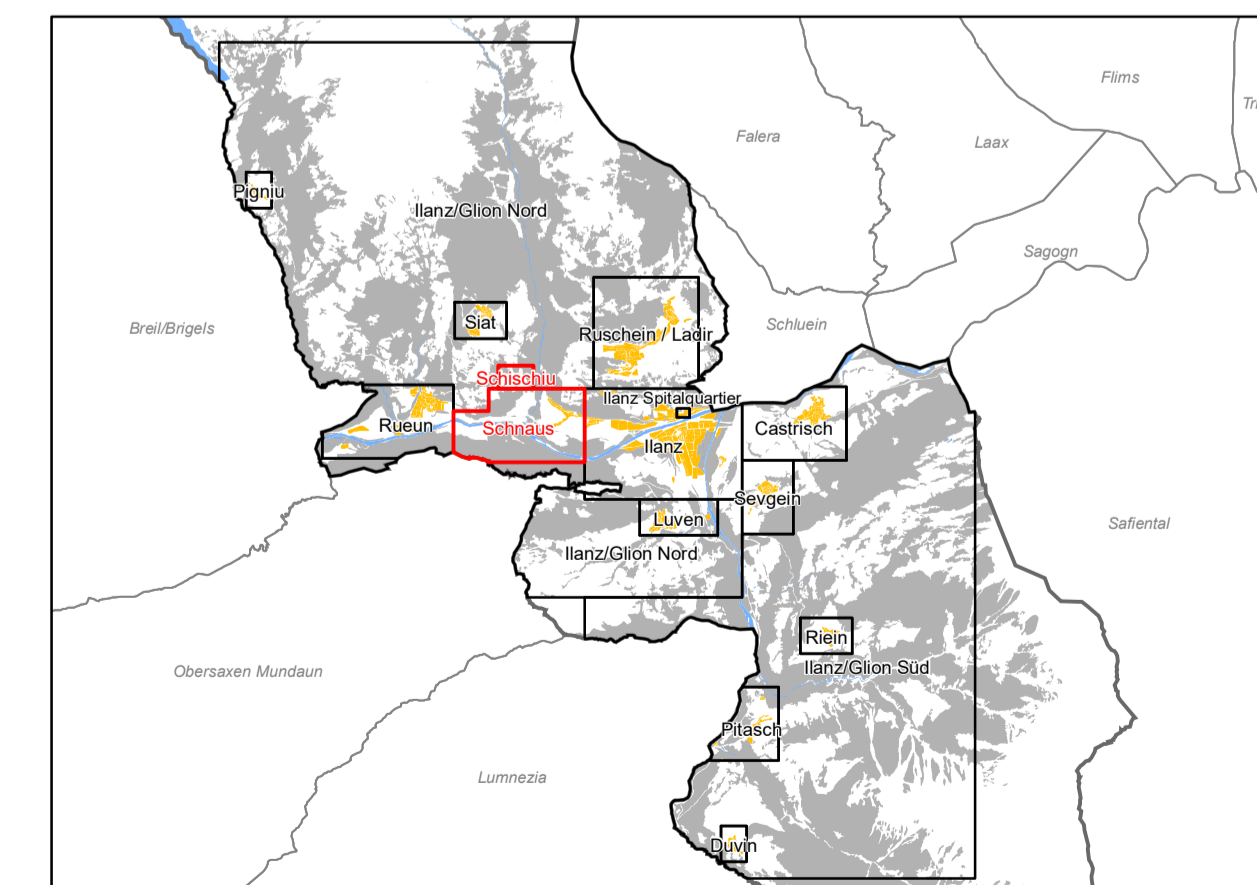 Flims
Tr
Falera
Laax
Pigniu
Ilanz/Glion Nord
Sagogn
Siat
Breil/Brigels
Schluein
Ruschein / Ladir
Schischiu
Ilanz Spitalquartier
Rueun
Schnaus
Castrisch
Ilanz
Sevgein
Luven
Safiental
Ilanz/Glion Nord
Riein
Ilanz/Glion Süd
Obersaxen Mundaun
Pitasch
Lumnezia
Duvin